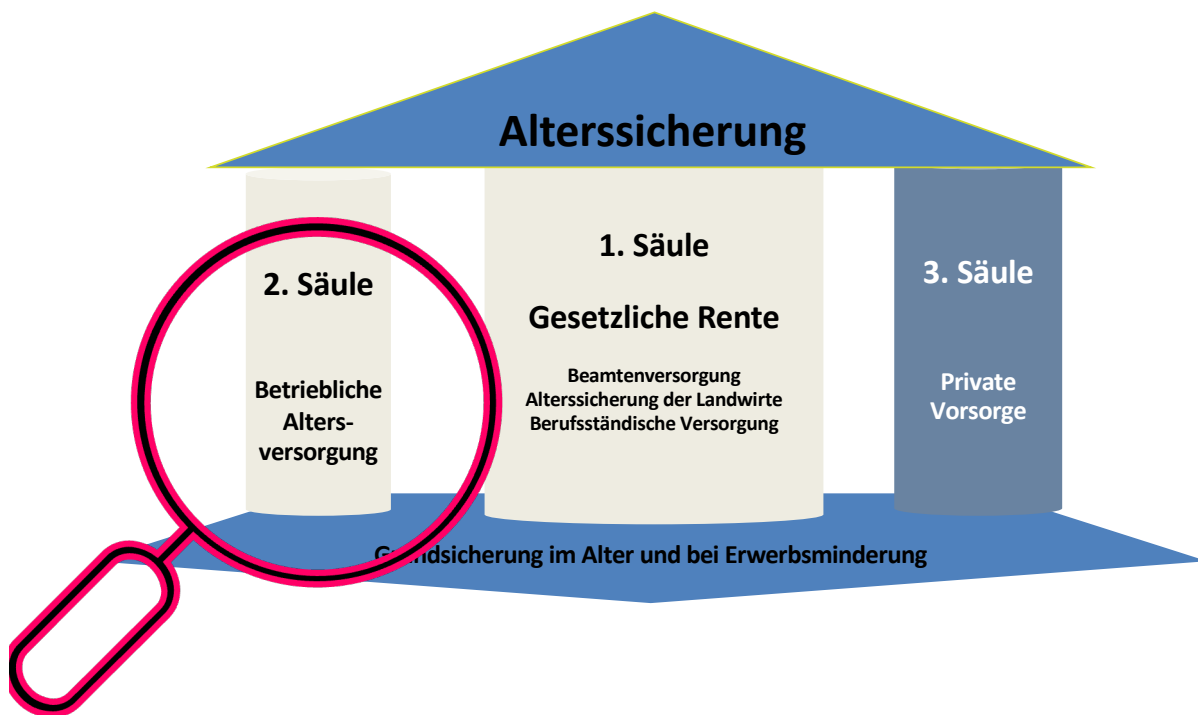 Alterssicherung
2. Säule
Betriebliche
Alters-
versorgung
1. Säule
Gesetzliche Rente
Beamtenversorgung
Alterssicherung der Landwirte
Berufsständische Versorgung
3. Säule
Private
Vorsorge
Grundsicherung im Alter und bei Erwerbsminderung